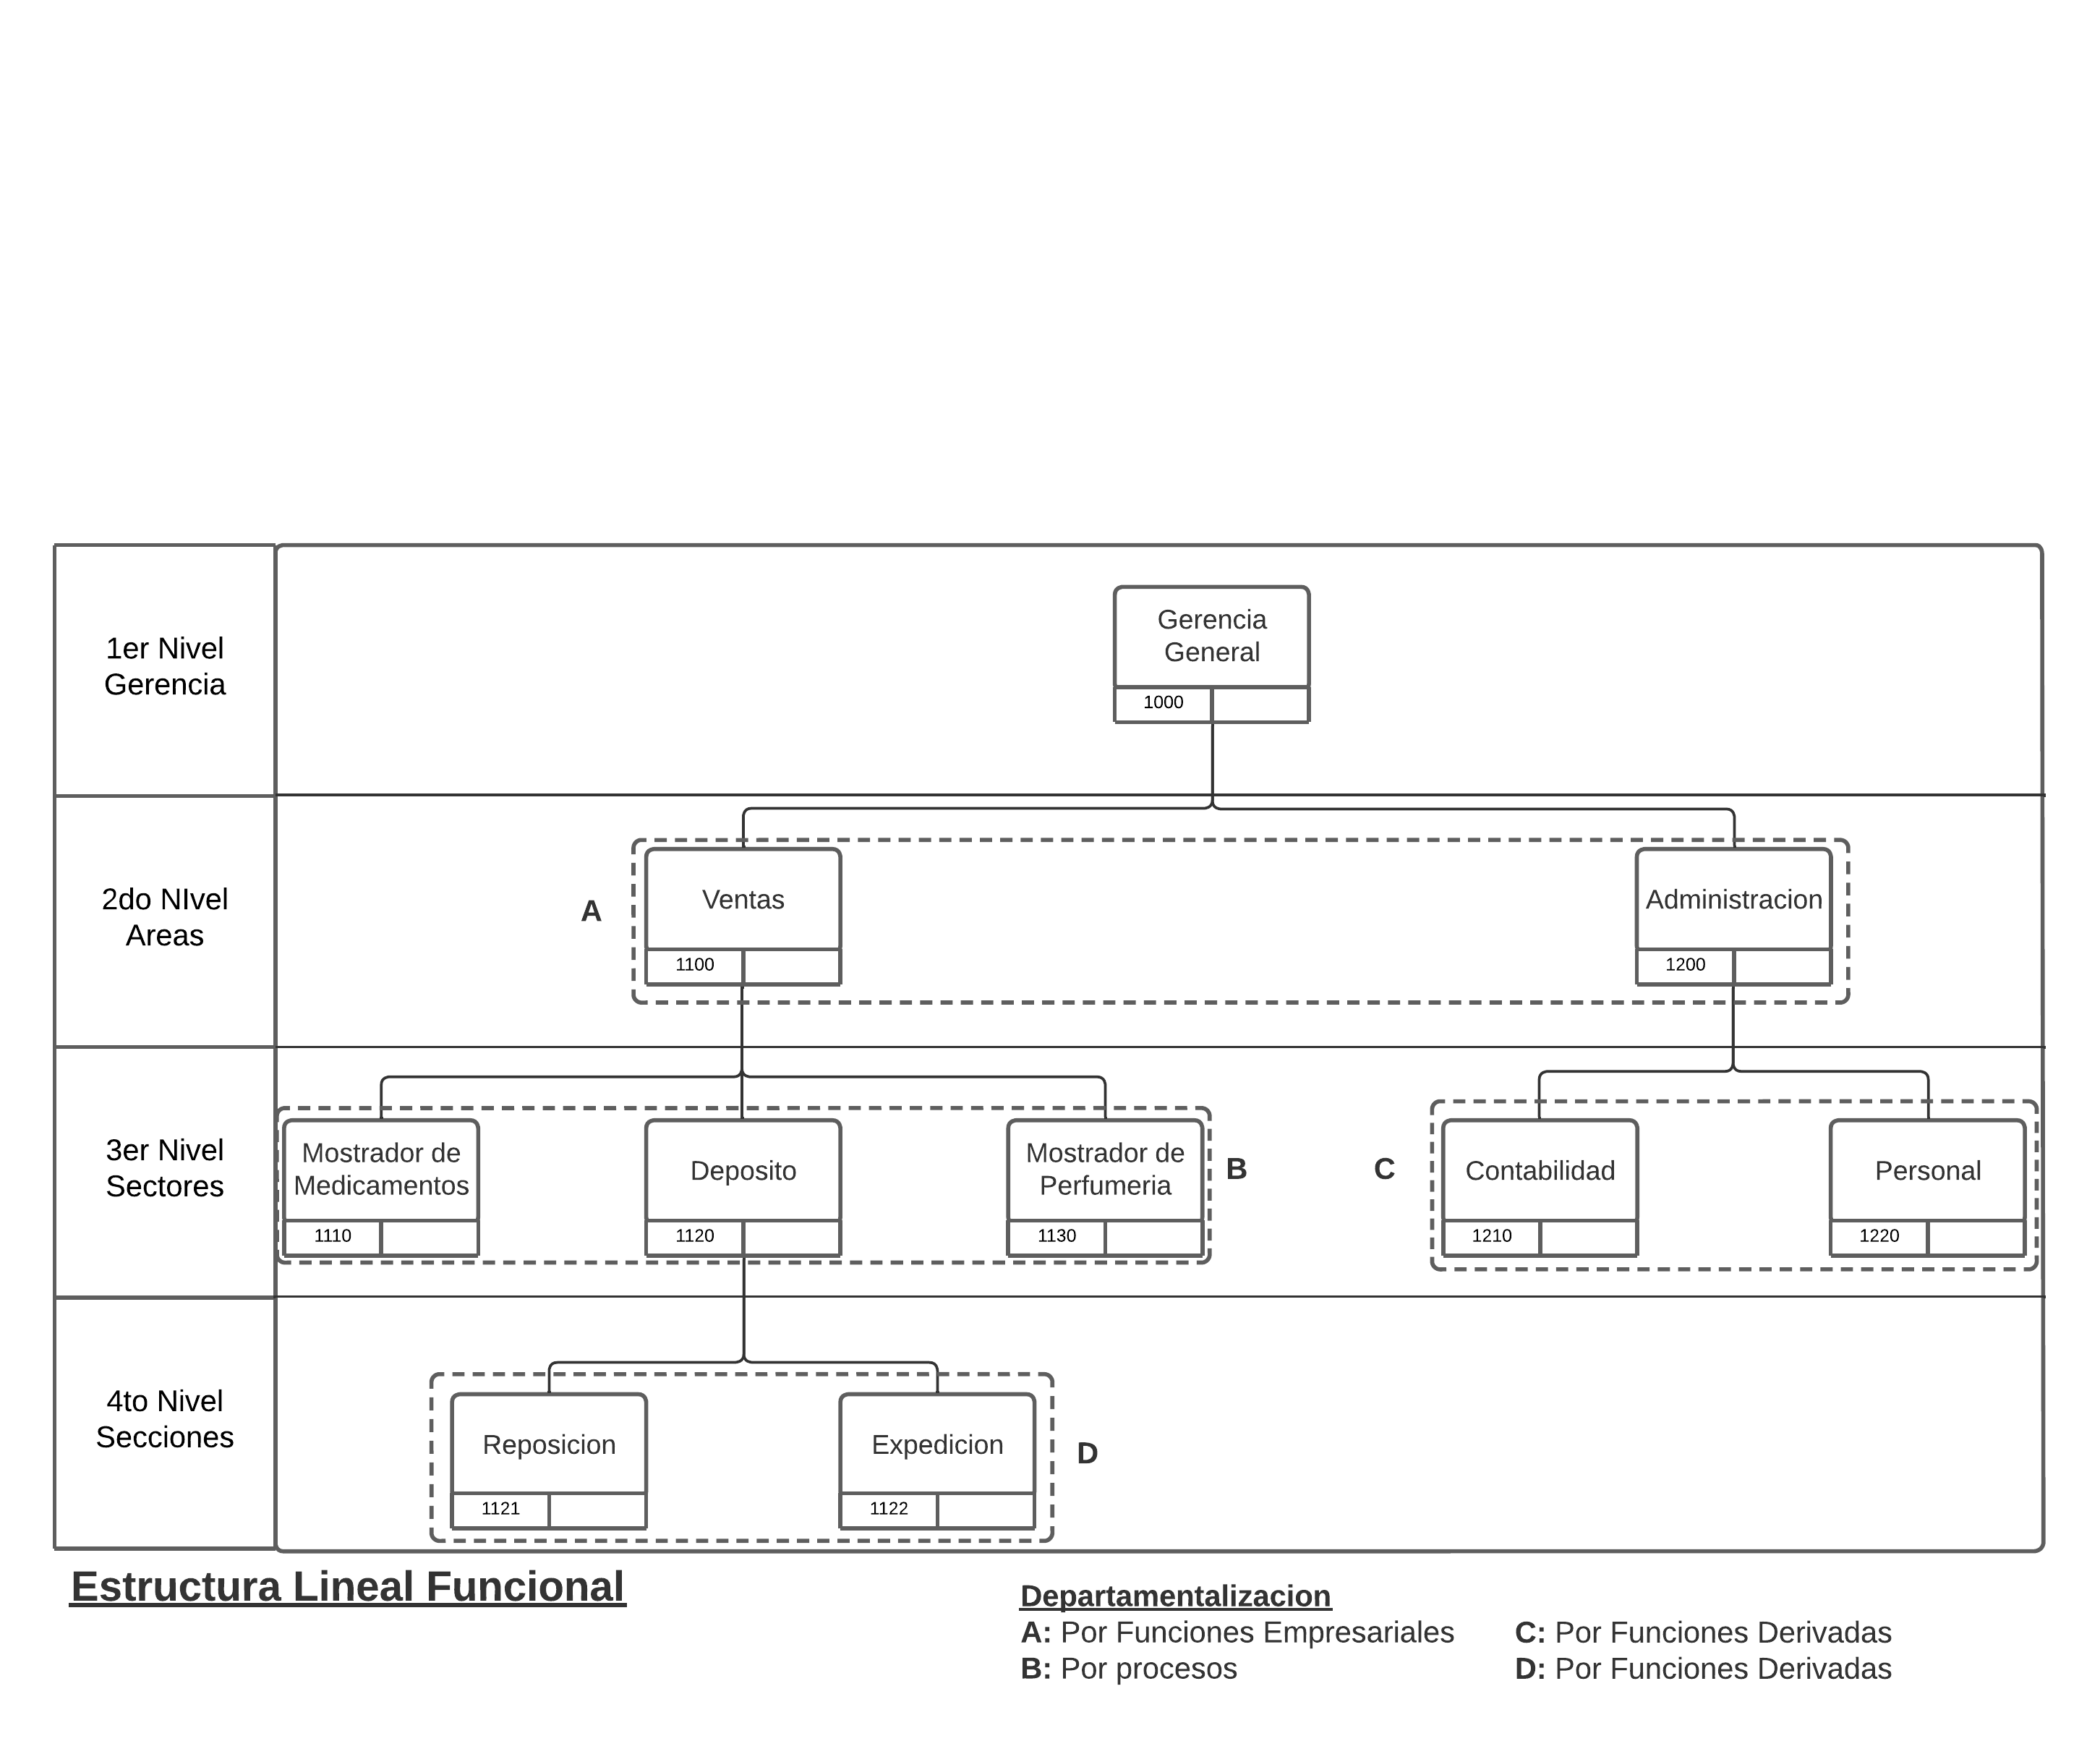 1er Nivel
Gerencia
Gerencia
General
1000
2do NIvel
Areas
A
Ventas
1100
Administracion
1200
3er Nivel
Sectores
Mostrador de
Medicamentos
1110
Deposito
1120
Mostrador de
Perfumeria
1130
B
C
Contabilidad
1210
Personal
1220
4to Nivel
Secciones
Reposicion
1121
Expedicion
1122
D
Estructura Lineal Funcional
Departamentalizacion
A: Por Funciones Empresariales
B: Por procesos
C: Por Funciones Derivadas
D: Por Funciones Derivadas